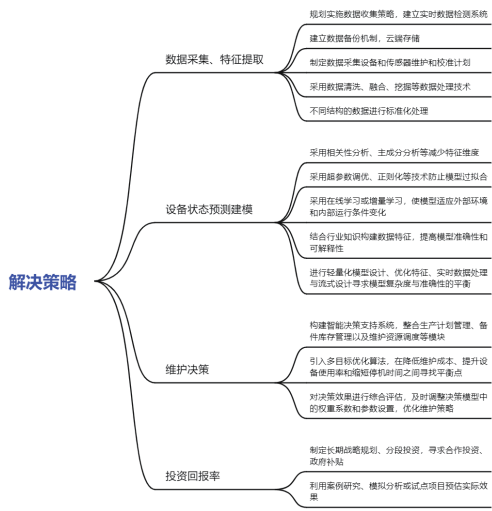 解决策略
数据采集、特征提取
规划实施数据收集策略，建立实时数据检测系统
建立数据备份机制，云端存储
制定数据采集设备和传感器维护和校准计划
采用数据清洗、融合、挖掘等数据处理技术
不同结构的数据进行标准化处理
设备状态预测建模
采用相关性分析、主成分分析等减少特征维度
采用超参数调优、正则化等技术防止模型过拟合
采用在线学习或增量学习，使模型适应外部环境
和内部运行条件变化
结合行业知识构建数据特征，提高模型准确性和
可解释性
进行轻量化模型设计、优化特征、实时数据处理
与流式设计寻求模型复杂度与准确性的平衡
维护决策
构建智能决策支持系统，整合生产计划管理、备
件库存管理以及维护资源调度等模块
引入多目标优化算法，在降低维护成本、提升设
备使用率和缩短停机时间之间寻找平衡点
对决策效果进行综合评估，及时调整决策模型中
的权重系数和参数设置，优化维护策略
投资回报率
制定长期战略规划、分段投资，寻求合作投资、
政府补贴
利用案例研究、模拟分析或试点项目预估实际效
果